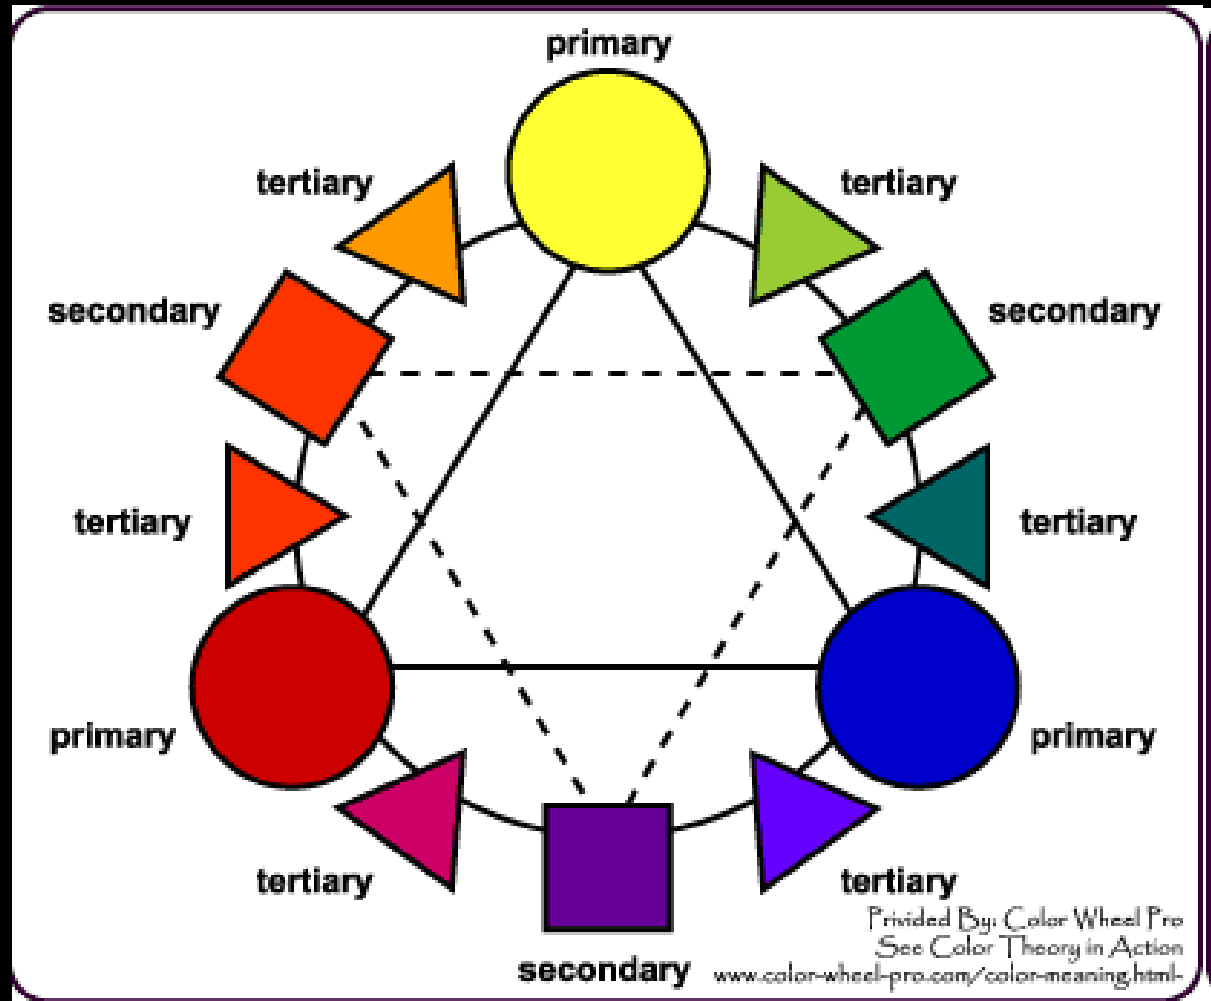 primary
tertiary
tertiary
secondary
secondary
tertiary
tertiary
primary
primary
tertiary
tertiary
Privided By: Color Wheel Pro
See Color Theory in Action
secondary
www.color-wheel-pro.com/color-meaning.html-